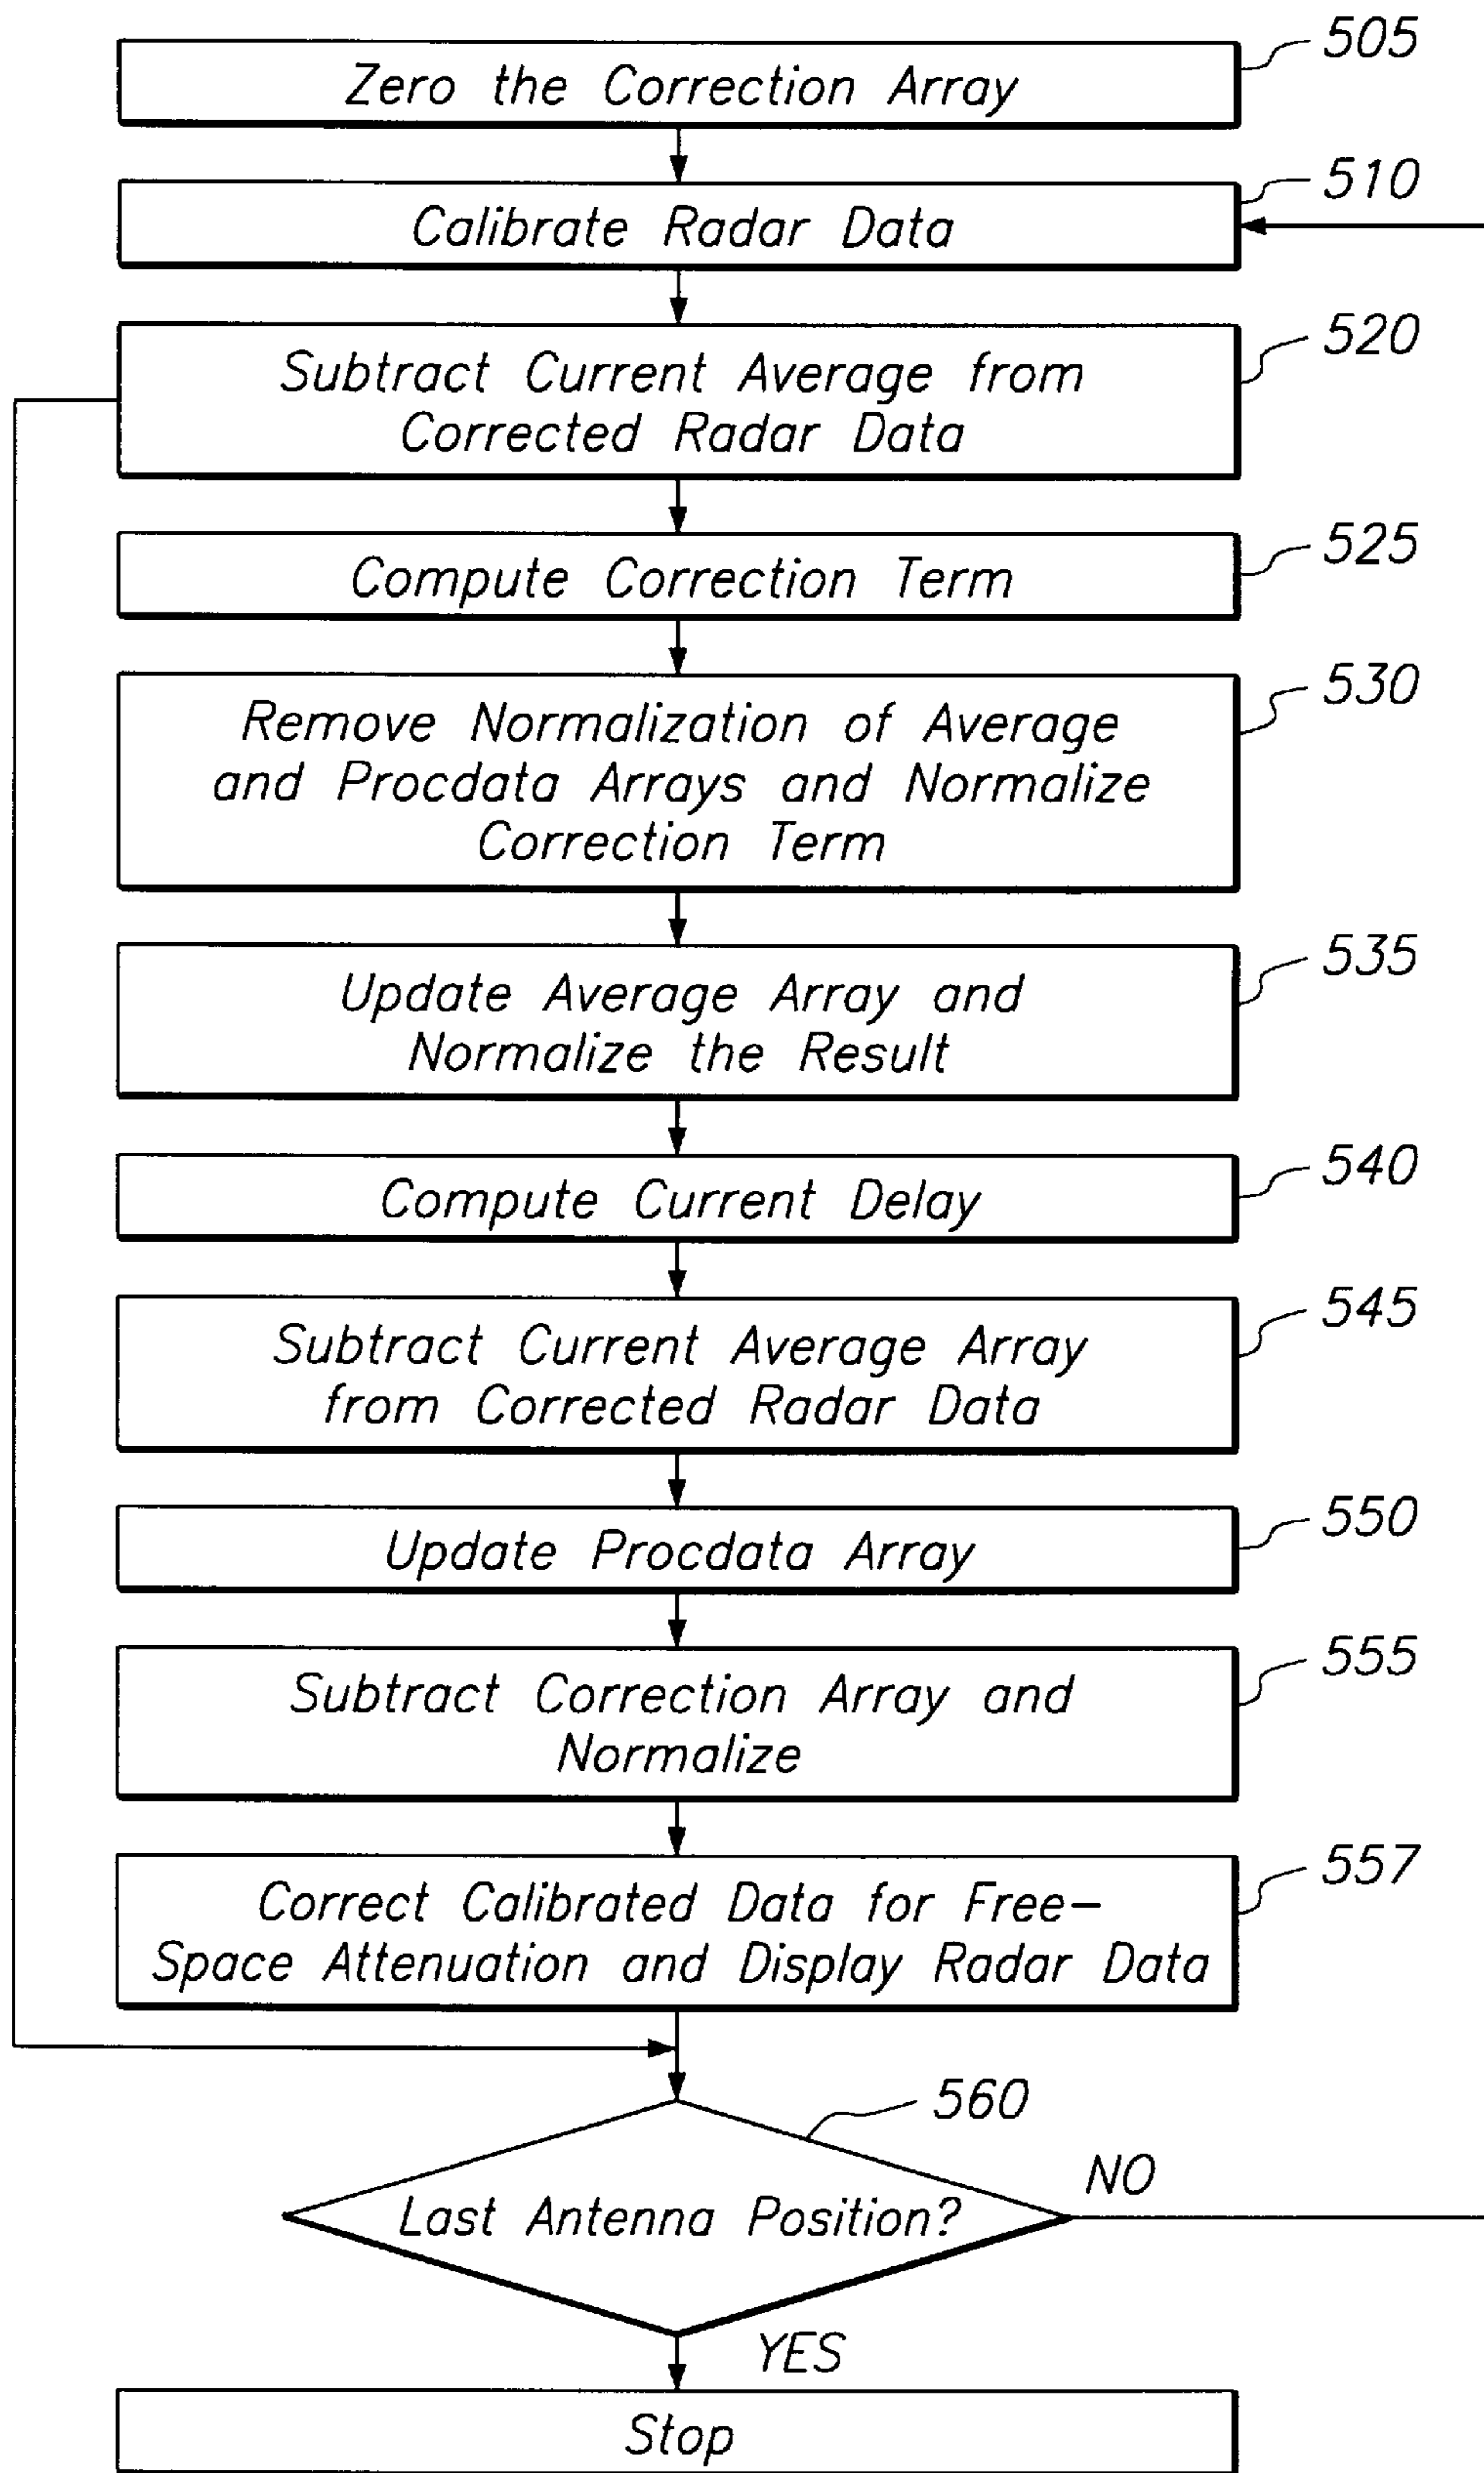 505
Zero the Correction Array
510
Calibrate Radar Data
520
Subtract Current Average from
Corrected Radar Data
525
Compute Correction Term
530
Remove Normalization of Average
and Procdata Arrays and Normalize
Correction Term
535
Update Average Array and
Normalize the Result
540
Compute Current Delay
545
Subtract Current Average Array
from Corrected Radar Data
550
Update Procdata Array
555
Subtract Correction Array and
Normalize
557
Correct Calibrated Data for Free-
Space Attenuation and Display Radar Data
560
Last Antenna Position?
NO
YES
Stop